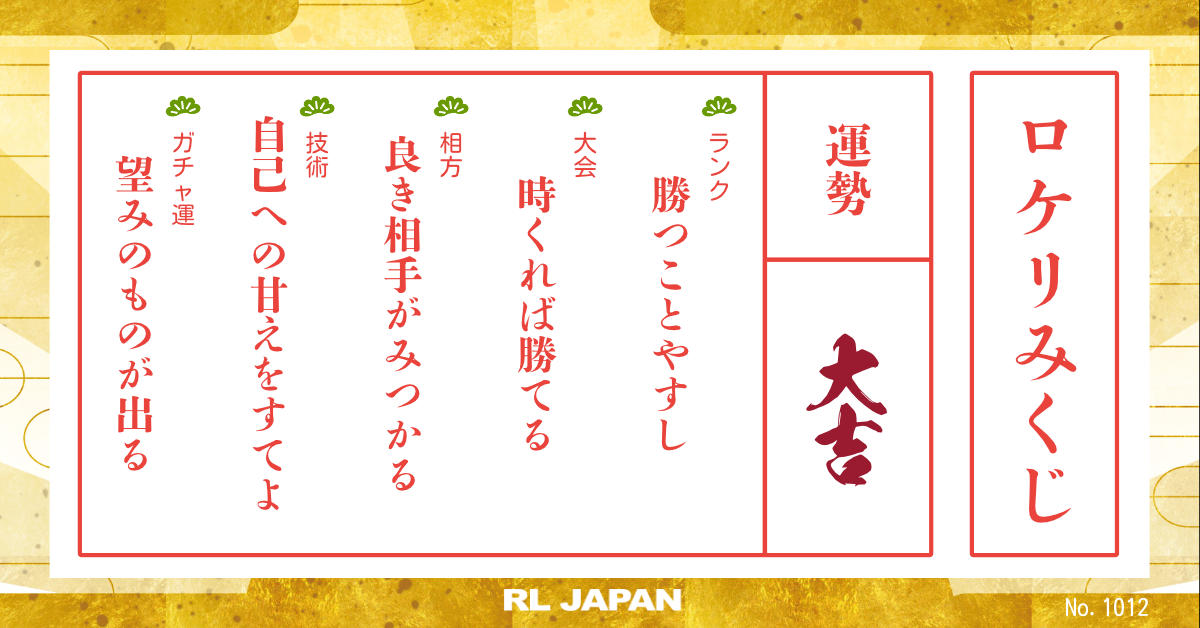 ロケリみくじ
運勢
大吉
ランク
勝つことやすし
大会
時くれば勝てる
相方
良き相手がみつかる
技術
自己への甘えをすてよ
ガチャ運
望みのものが出る
RL JAPAN
No. 1012